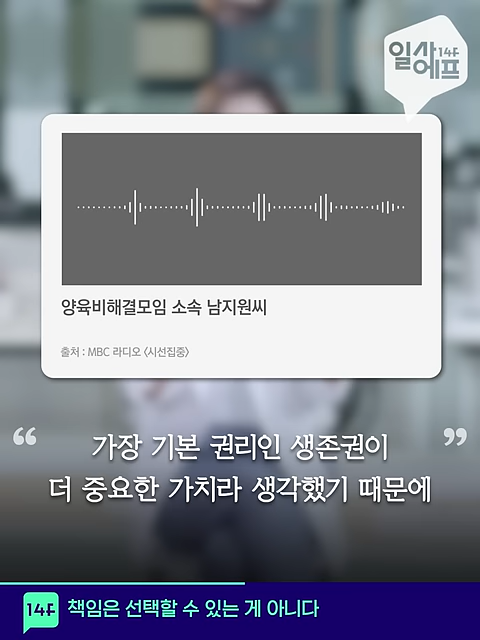 일사 14F
에프
양육비해결모임 소속 남지원씨
출처 : MBC 라디오 〈시선집중〉
“ 가장 기본 권리인 생존권이 ”
더 중요한 가치라 생각했기 때문에
14F 책임은 선택할 수 있는 게 아니다